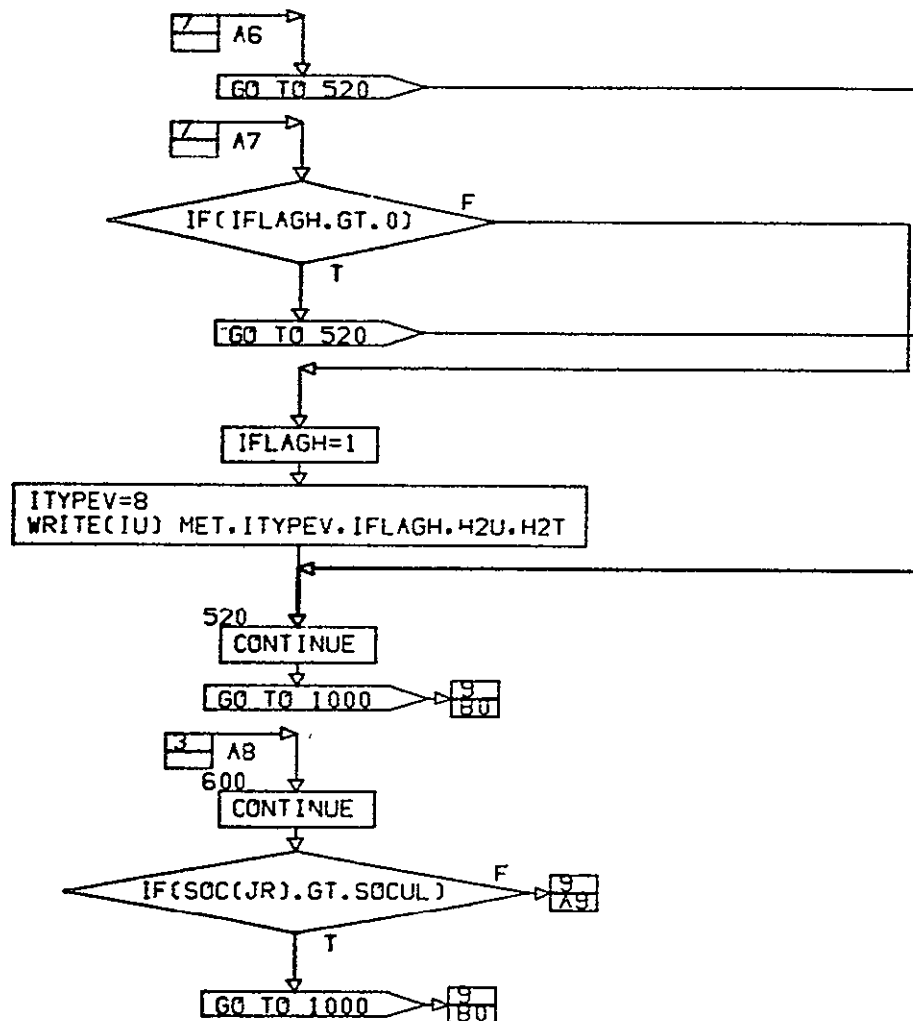 7
A6
GO TO 520
7
A7
IF(IFLAGH.GT.0)
F
T
GO TO 520
IFLAGH=1
ITYPEV=8
WRITE(IU) MET.ITYPEV.IFLAGH.H2U.H2T
520
CONTINUE
GO TO 1000
9
B0
3
A8
600
CONTINUE
IF(SOC(JR).GT.SOCUL)
F
9
A9
T
GO TO 1000
9
B0